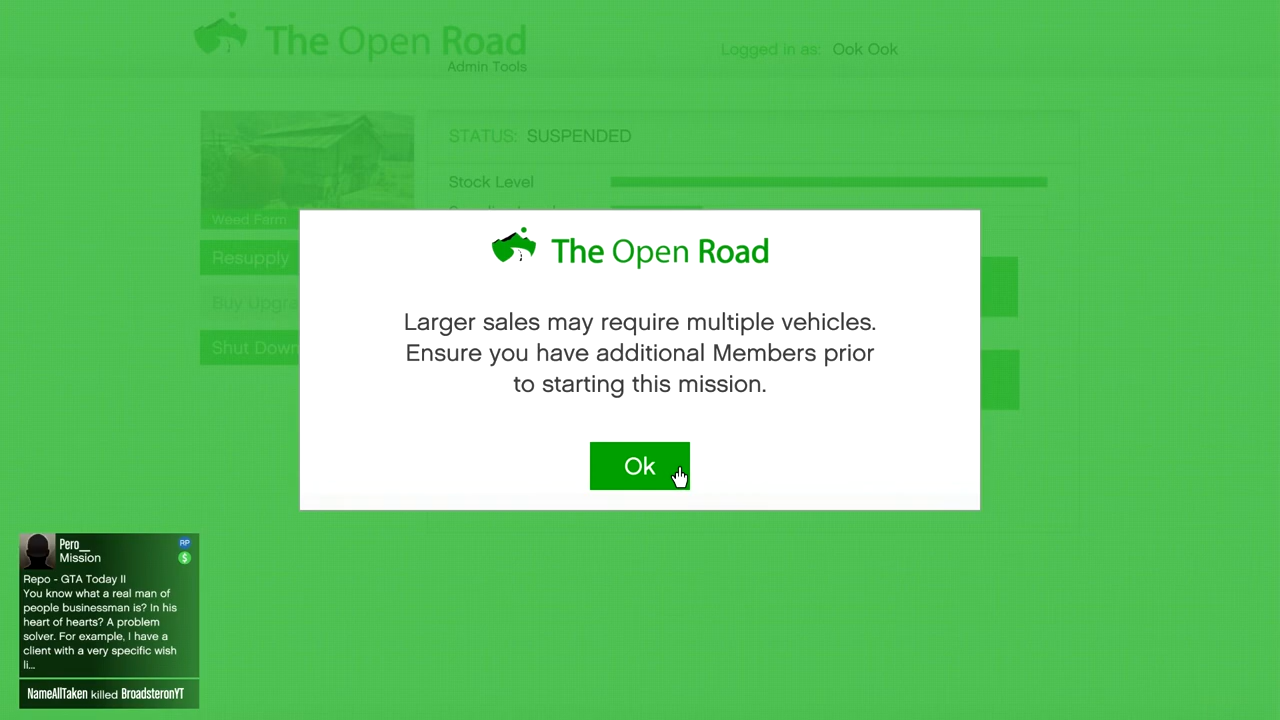 The Open Road
Admin Tools
Logged in as: Ook Ook
STATUS: SUSPENDED
Stock Level
Weed Farm
Resupply
Buy Upgra
Shut Down
The Open Road
Larger sales may require multiple vehicles.
Ensure you have additional Members prior
to starting this mission.
Ok
Pero__
RP
Mission
$
Repo - GTA Today II
You know what a real man of
people businessman is? In his
heart of hearts? A problem
solver. For example, I have a
client with a very specific wish
li...
NameAllTaken killed BroadsteronYT